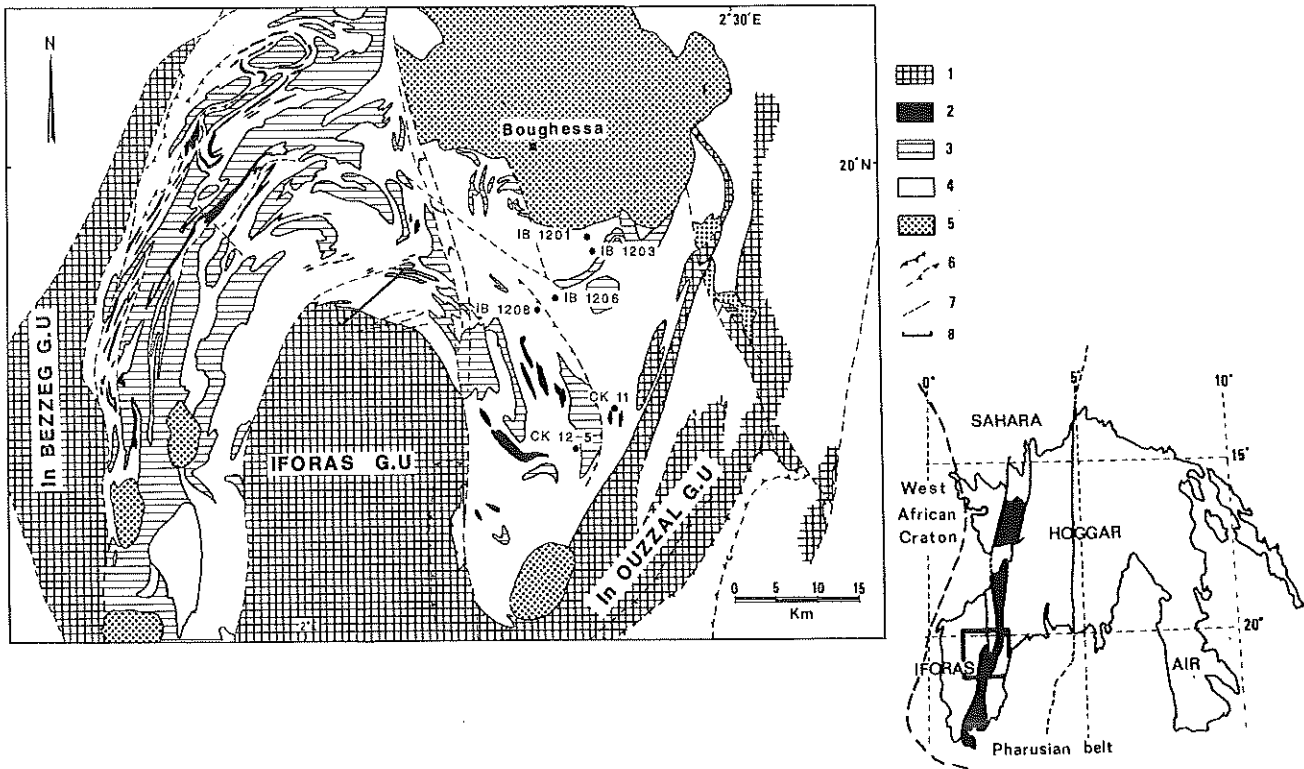 N
2°30'E
Boughessa
20°N
IB 1201
IB 1203
IB 1206
IB 1208
CK 11
CK 12-5
In BEZZEG G.U
IFORAS G.U
In OUZZAL G.U
2°E
0 5 10 15
Km
1
2
3
4
5
6
7
8
0° 5° 10°
SAHARA
15°
West
African
Craton
HOGGAR
20°
IFORAS
AIR
Pharusian belt